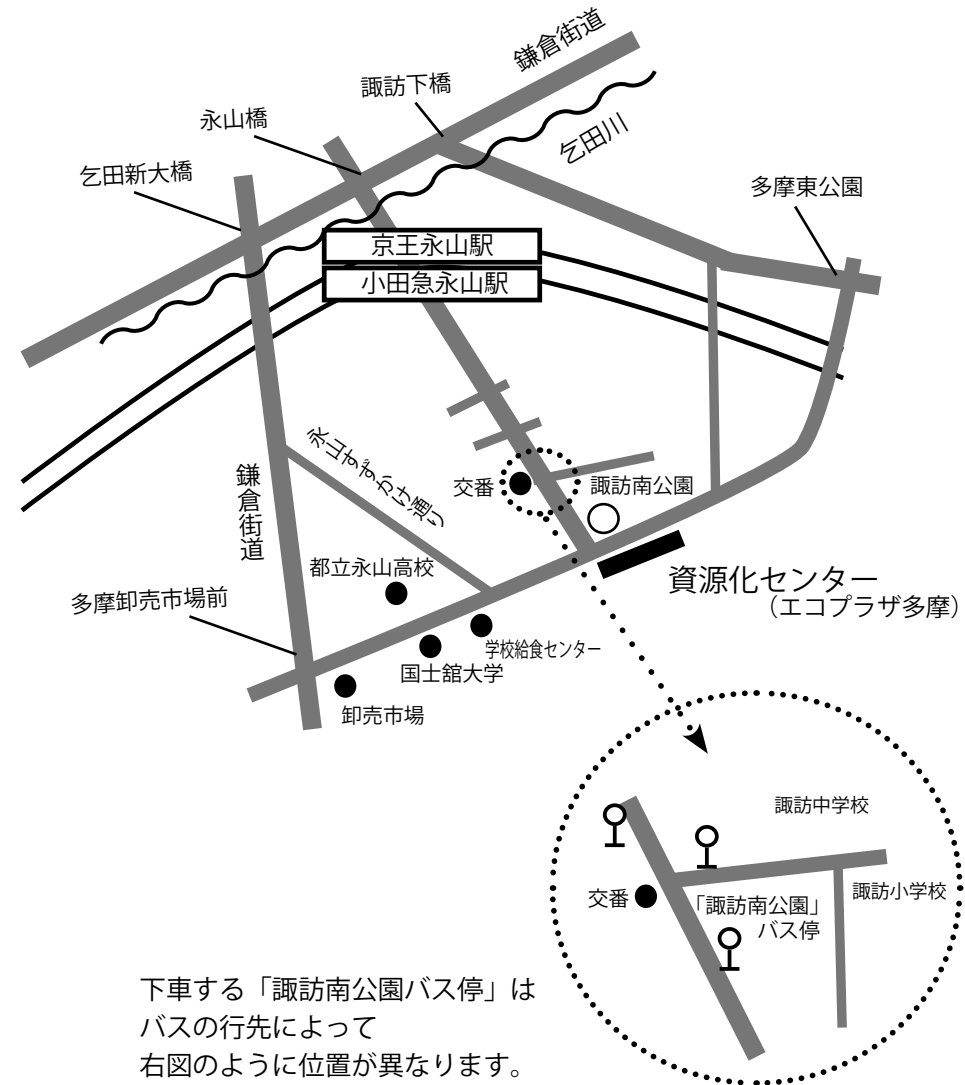 鎌倉街道
諏訪下橋
永山橋
乞田川
乞田新大橋
多摩東公園
京王永山駅
小田急永山駅
永山すずかけ通り
鎌倉街道
交番
諏訪南公園
都立永山高校
資源化センター
（エコプラザ多摩）
多摩卸売市場前
学校給食センター
国士舘大学
卸売市場
諏訪中学校
交番
諏訪小学校
「諏訪南公園」
バス停
下車する「諏訪南公園バス停」は
バスの行先によって
右図のように位置が異なります。